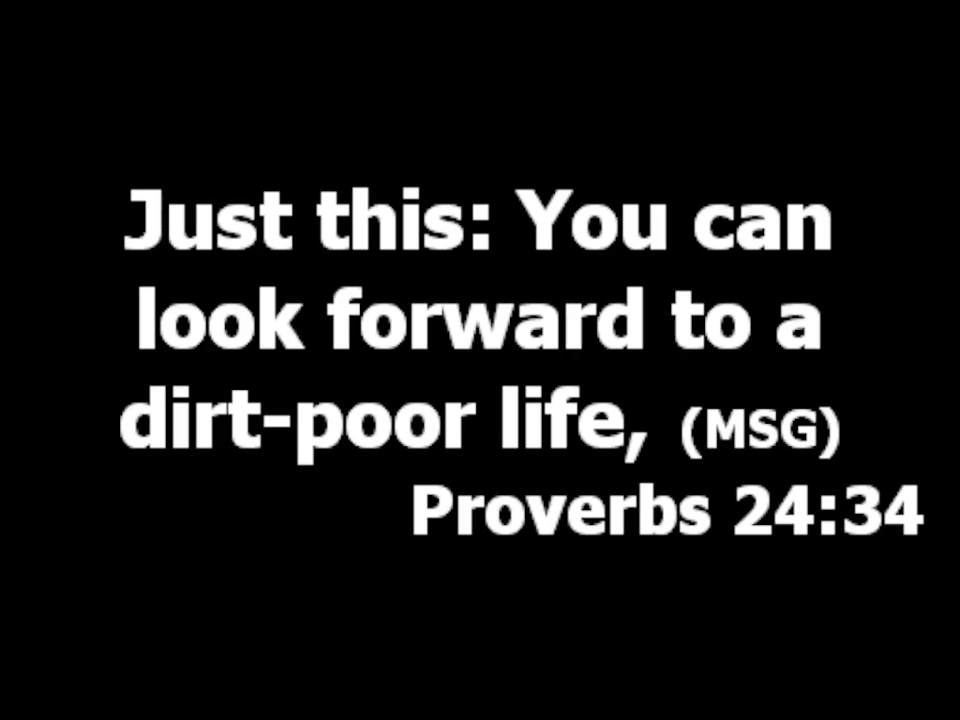 Just this: You can
look forward to a
dirt-poor life, (MSG)
Proverbs 24:34